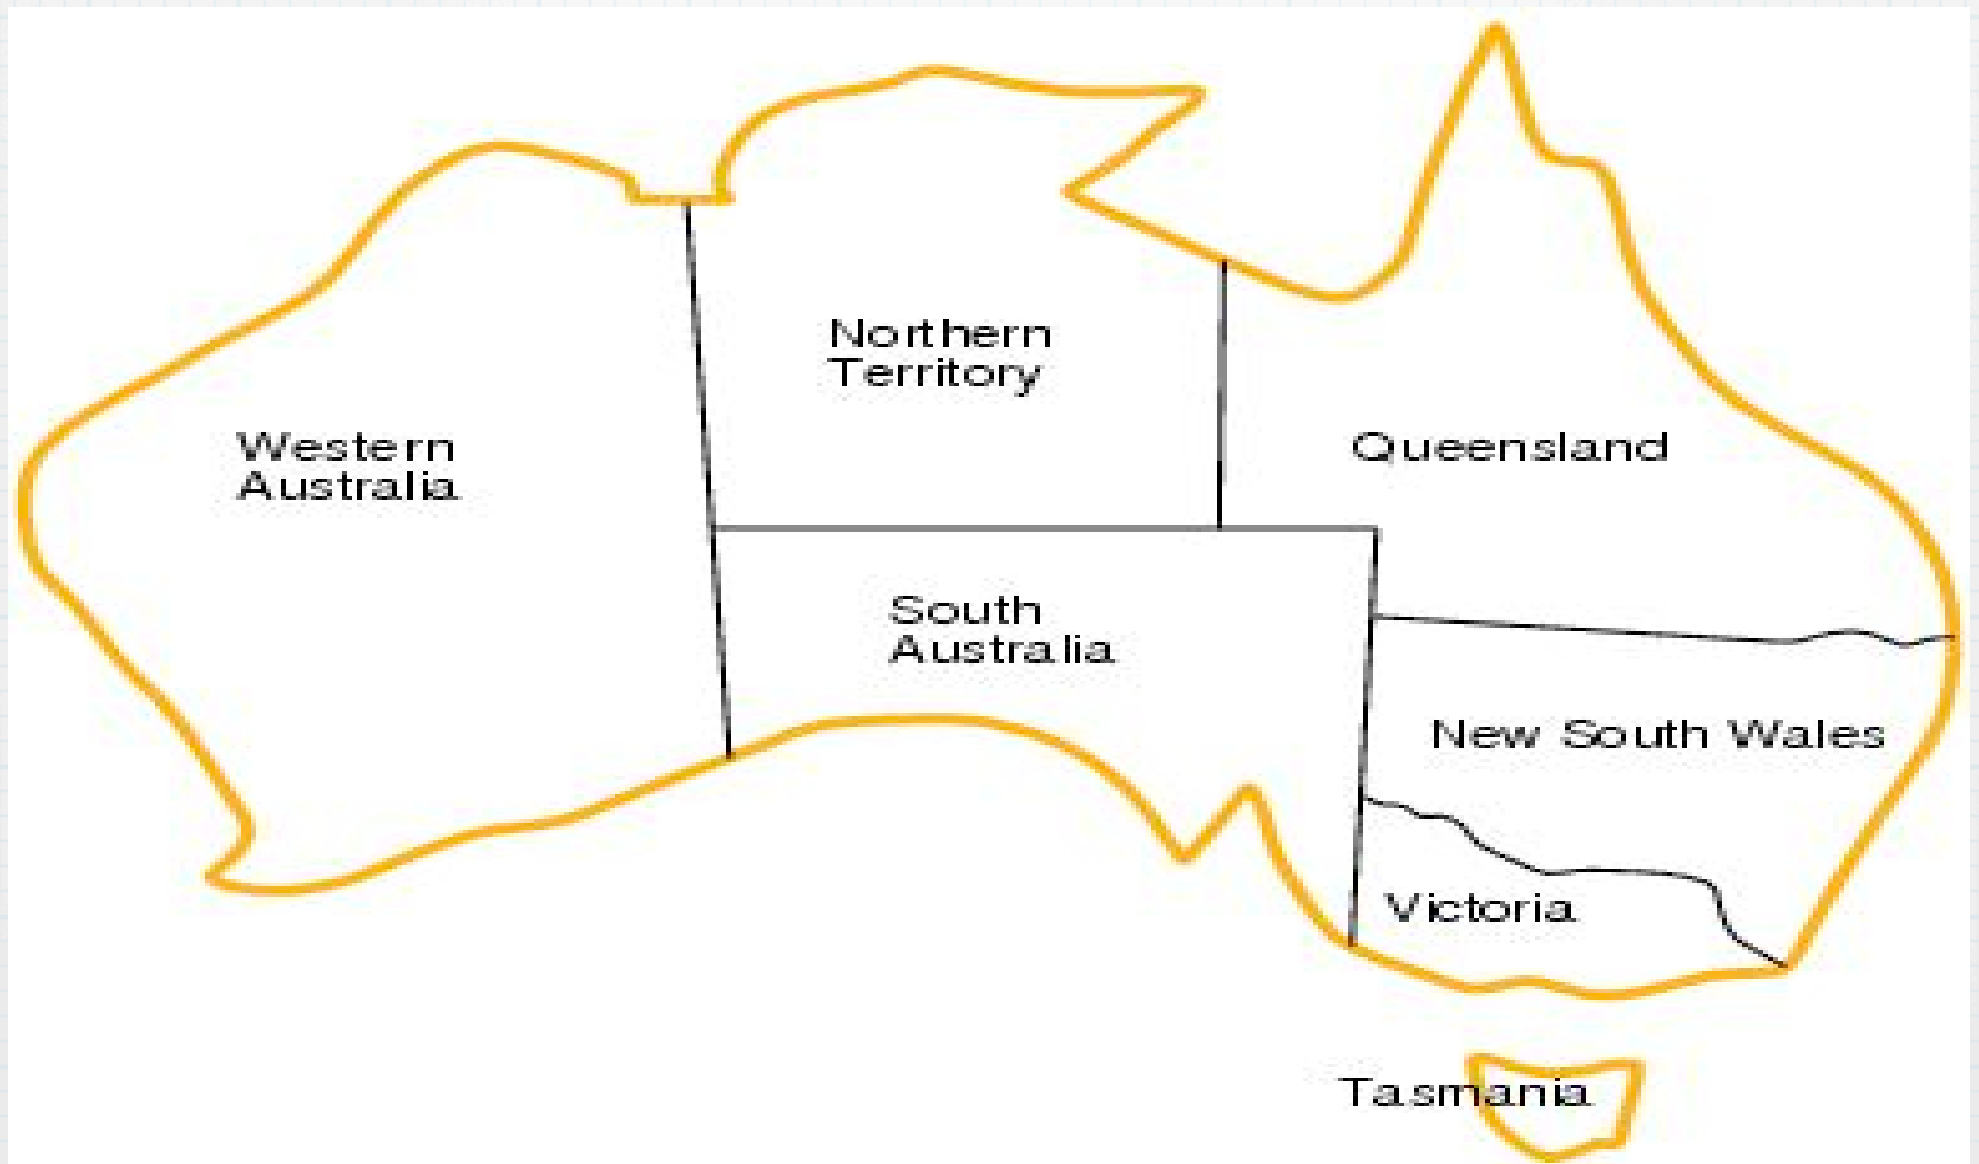 Northern
Territory
Western
Australia
Queensland
South
Australia
New South Wales
Victoria
Tasmania